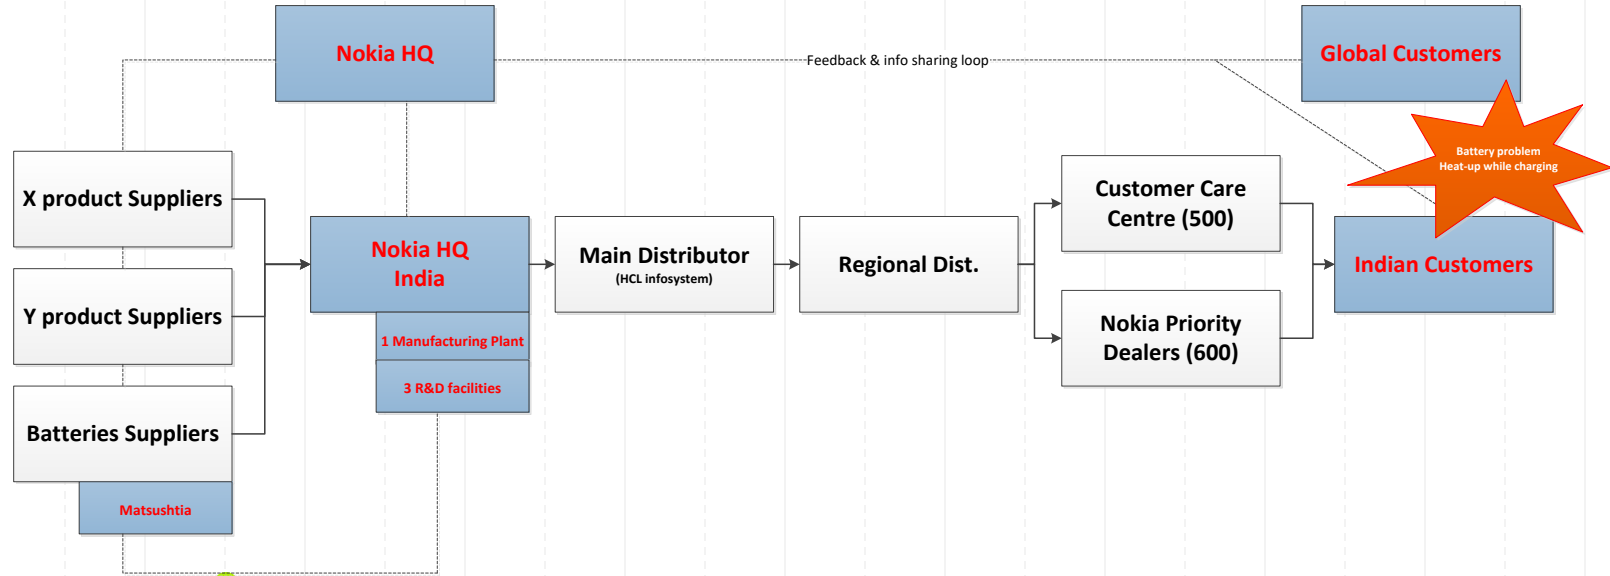 Nokia HQ
Feedback & info sharing loop
Global Customers
Battery problem
Heat-up while charging
X product Suppliers
Customer Care
Centre (500)
Nokia HQ
India
Main Distributor
(HCL infosystem)
Regional Dist.
Indian Customers
Y product Suppliers
1 Manufacturing Plant
Nokia Priority
Dealers (600)
3 R&D facilities
Batteries Suppliers
Matsushtia